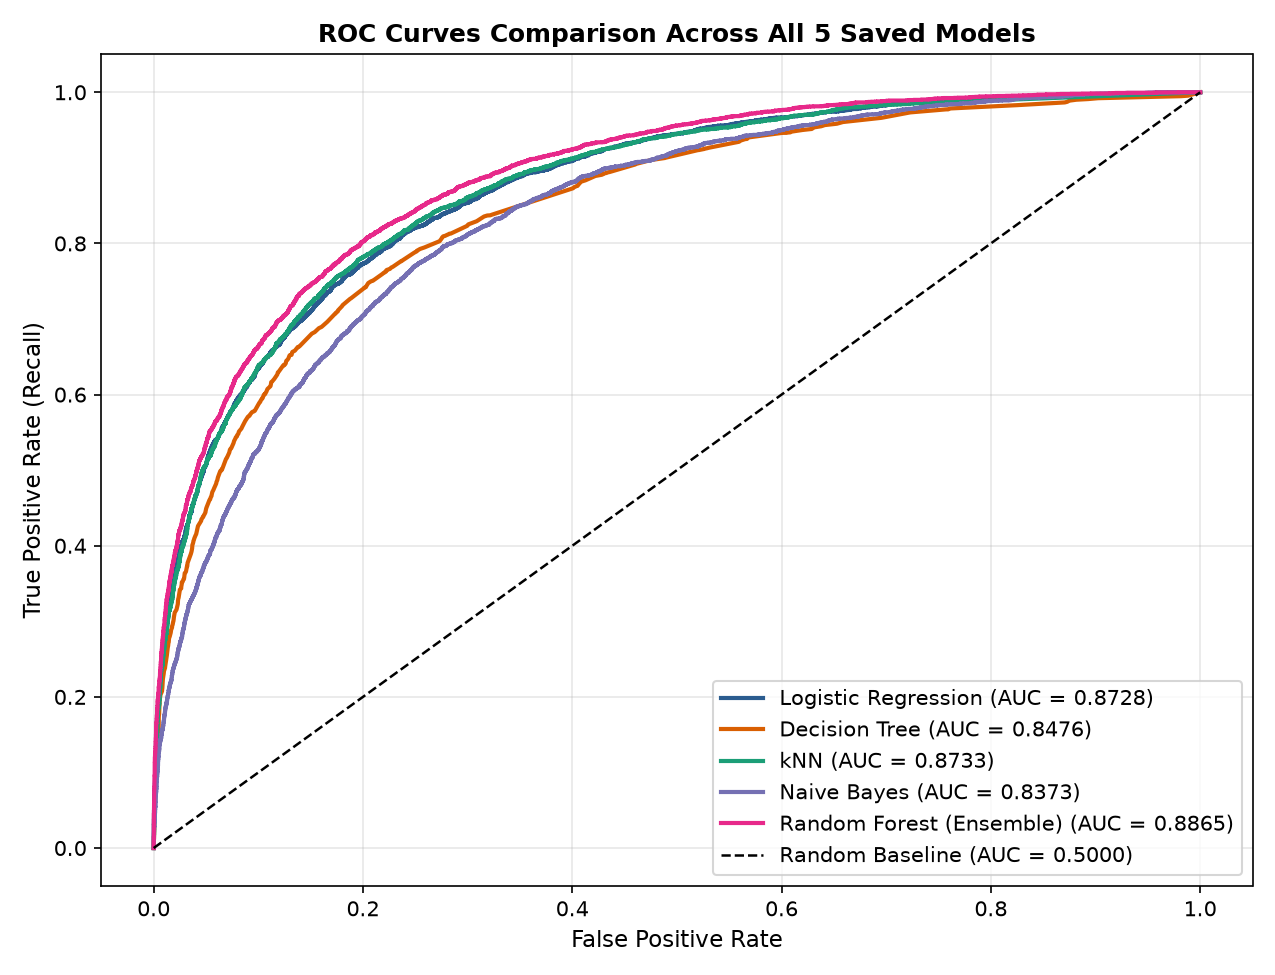 ROC Curves Comparison Across All 5 Saved Models
True Positive Rate (Recall)
1.0
0.8
0.6
0.4
0.2
0.0
0.0 0.2 0.4 0.6 0.8 1.0
False Positive Rate
Logistic Regression (AUC = 0.8728)
Decision Tree (AUC = 0.8476)
kNN (AUC = 0.8733)
Naive Bayes (AUC = 0.8373)
Random Forest (Ensemble) (AUC = 0.8865)
Random Baseline (AUC = 0.5000)